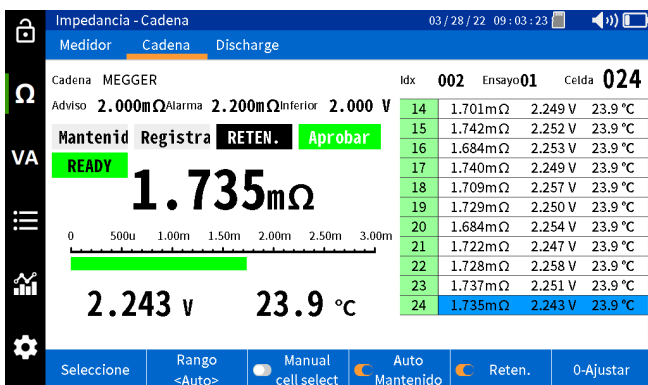 Impedancia - Cadena 03/28/22 09:03:23
Medidor Cadena Discharge
Cadena MEGGER Idx 002 Ensayo01 Celda 024
Adviso 2.000mΩ Alarma 2.200mΩ Inferior 2.000 V
Mantenid Registra RETEN. Aprobar
READY
1.735mΩ
0 500u 1.00m 1.50m 2.00m 2.50m 3.00m
2.243 V 23.9 °C
14 1.701mΩ 2.249 V 23.9 °C
15 1.742mΩ 2.252 V 23.9 °C
16 1.684mΩ 2.253 V 23.9 °C
17 1.740mΩ 2.249 V 23.9 °C
18 1.709mΩ 2.257 V 23.9 °C
19 1.729mΩ 2.250 V 23.9 °C
20 1.684mΩ 2.254 V 23.9 °C
21 1.722mΩ 2.247 V 23.9 °C
22 1.728mΩ 2.258 V 23.9 °C
23 1.737mΩ 2.251 V 23.9 °C
24 1.735mΩ 2.243 V 23.9 °C
Ω
VA
Seleccione
Rango
<Auto>
Manual
cell select
Auto
Mantenido
Reten.
0-Ajustar